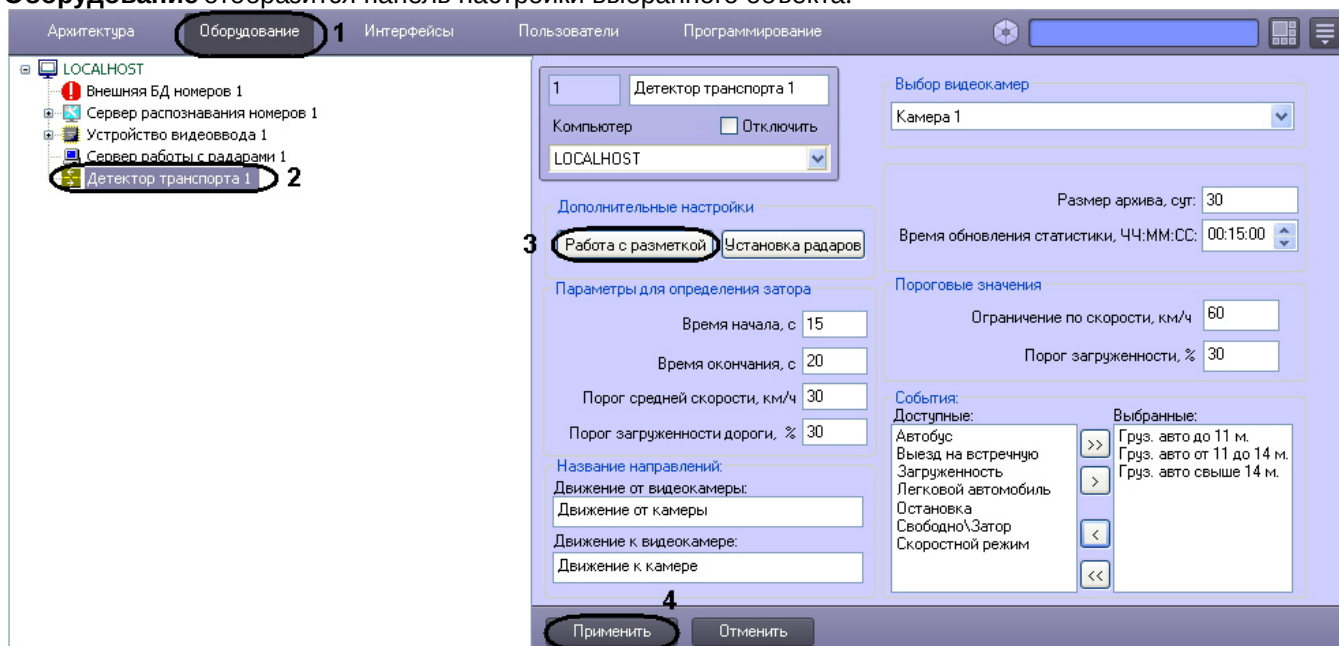 Оборудование отобразится панель настройки выбранного объекта.
Архитектура Оборудование 1 Интерфейсы Пользователи Программирование
LOCALHOST
Внешняя БД номеров 1
Сервер распознавания номеров 1
Устройство видеоввода 1
Сервер работы с радарами 1
Детектор транспорта 1 2
1 Детектор транспорта 1
Компьютер Отключить
LOCALHOST
Дополнительные настройки
3 Работа с разметкой Установка радаров
Параметры для определения затора
Время начала, с 15
Время окончания, с 20
Порог средней скорости, км/ч 30
Порог загруженности дороги, % 30
Название направлений:
Движение от видеокамеры:
Движение от камеры
Движение к видеокамере:
Движение к камере
Выбор видеокамер
Камера 1
Размер архива, сут: 30
Время обновления статистики, ЧЧ:ММ:СС: 00:15:00
Пороговые значения
Ограничение по скорости, км/ч 60
Порог загруженности, % 30
События:
Доступные: Выбранные:
Автобус
Выезд на встречную
Загруженность
Легковой автомобиль
Остановка
Свободно\Затор
Скоростной режим
>>
>
<
<<
Груз. авто до 11 м.
Груз. авто от 11 до 14 м.
Груз. авто свыше 14 м.
4
Применить Отменить